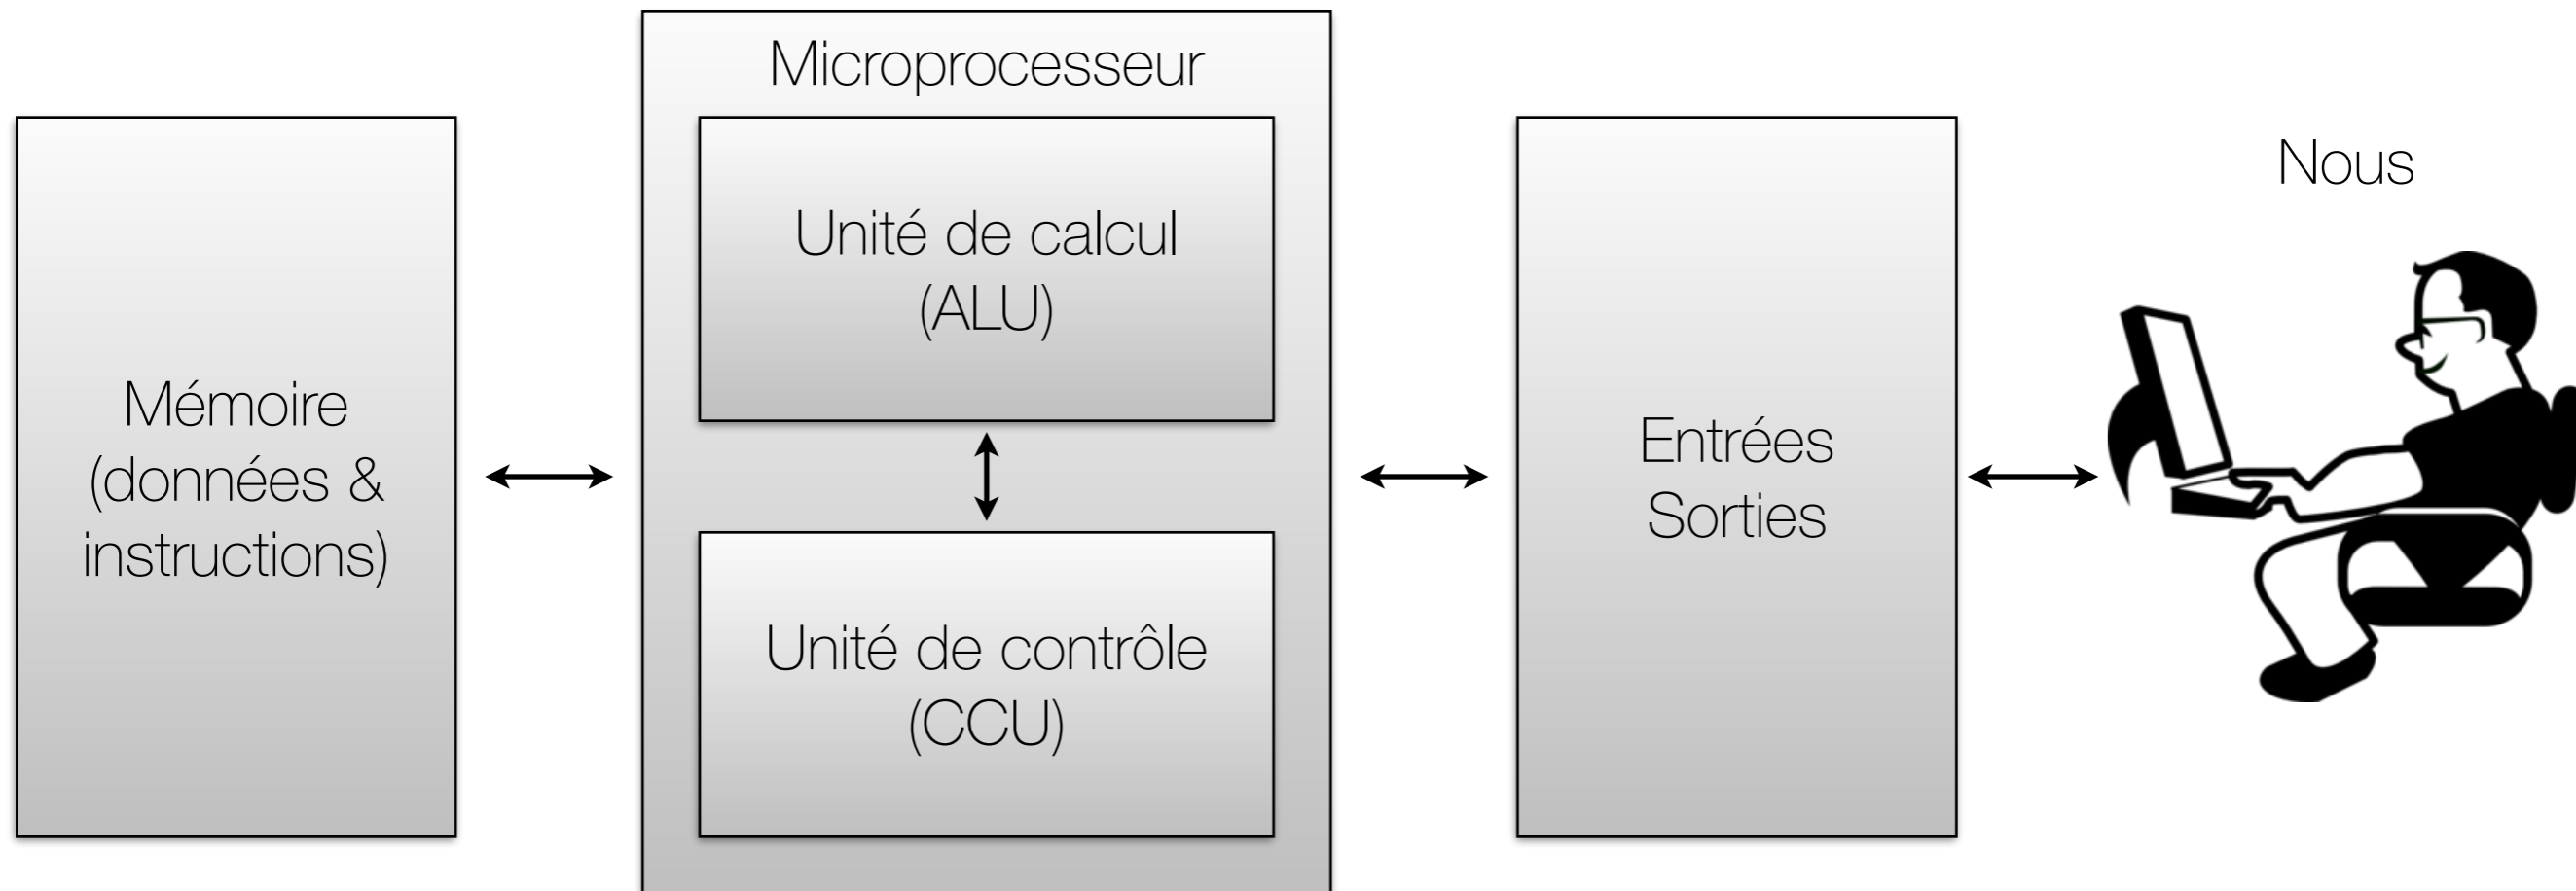 Microprocesseur
Mémoire
(données &
instructions)
Unité de calcul
(ALU)
Unité de contrôle
(CCU)
Entrées
Sorties
Nous